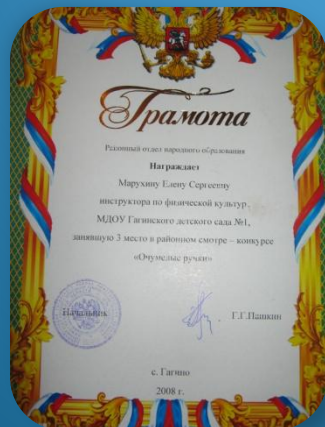 Грамота
Районный отдел народного образования
Награждает
Марухину Елену Сергеевну
инструктора по физической культур,
МДОУ Гагинского детского сада №1,
занявшую 3 место в районном смотре – конкурсе
«Очумелые ручки»
Начальник
Г.Г.Пашкин
с. Гагино
2008 г.